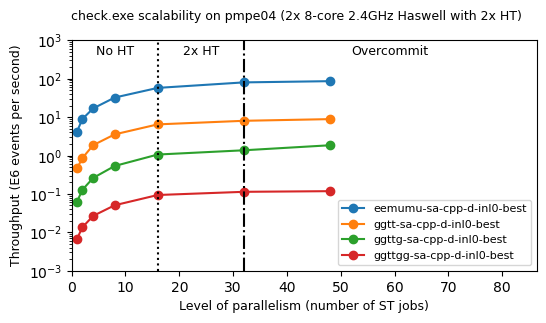 check.exe scalability on pmpe04 (2x 8-core 2.4GHz Haswell with 2x HT)
No HT 2x HT Overcommit
Throughput (E6 events per second)
10³
10²
10¹
10⁰
10⁻¹
10⁻²
10⁻³
eemumu-sa-cpp-d-inl0-best
ggtt-sa-cpp-d-inl0-best
ggttg-sa-cpp-d-inl0-best
ggttgg-sa-cpp-d-inl0-best
0 10 20 30 40 50 60 70 80
Level of parallelism (number of ST jobs)